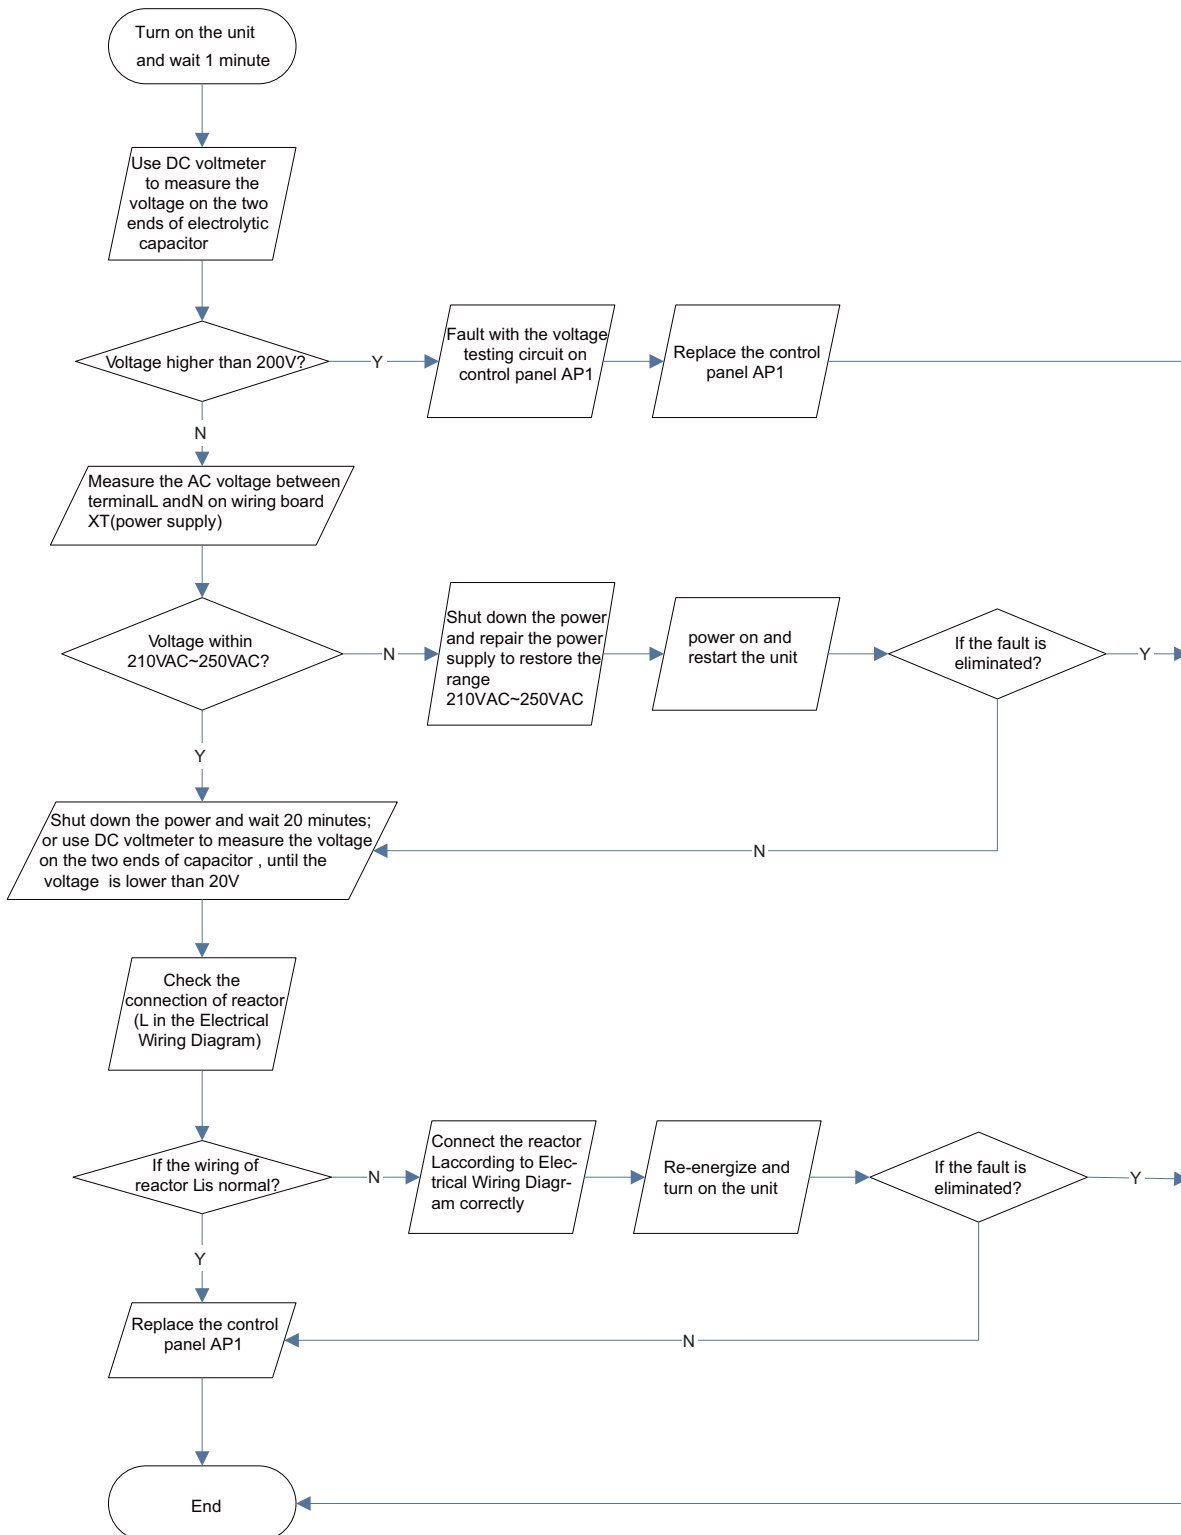 Turn on the unit
and wait 1 minute
Use DC voltmeter
to measure the
voltage on the two
ends of electrolytic
capacitor
Voltage higher than 200V?
Y
Fault with the voltage
testing circuit on
control panel AP1
Replace the control
panel AP1
N
Measure the AC voltage between
terminalL andN on wiring board
XT(power supply)
Voltage within
210VAC~250VAC?
N
Shut down the power
and repair the power
supply to restore the
range
210VAC~250VAC
power on and
restart the unit
If the fault is
eliminated?
Y
Y
N
Shut down the power and wait 20 minutes;
or use DC voltmeter to measure the voltage
on the two ends of capacitor , until the
voltage  is lower than 20V
Check the
connection of reactor
(L in the Electrical
Wiring Diagram)
If the wiring of
reactor Lis normal?
N
Connect the reactor
Laccording to Elec-
trical Wiring Diagr-
am correctly
Re-energize and
turn on the unit
If the fault is
eliminated?
Y
Y
N
Replace the control
panel AP1
End